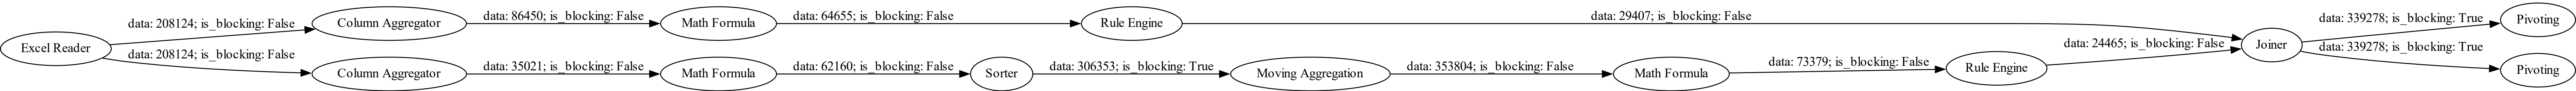 Excel Reader
data: 208124; is_blocking: False
Column Aggregator
data: 86450; is_blocking: False
Math Formula
data: 64655; is_blocking: False
Rule Engine
data: 29407; is_blocking: False
data: 208124; is_blocking: False
Column Aggregator
data: 35021; is_blocking: False
Math Formula
data: 62160; is_blocking: False
Sorter
data: 306353; is_blocking: True
Moving Aggregation
data: 353804; is_blocking: False
Math Formula
data: 73379; is_blocking: False
Rule Engine
data: 24465; is_blocking: False
Joiner
data: 339278; is_blocking: True
Pivoting
data: 339278; is_blocking: True
Pivoting